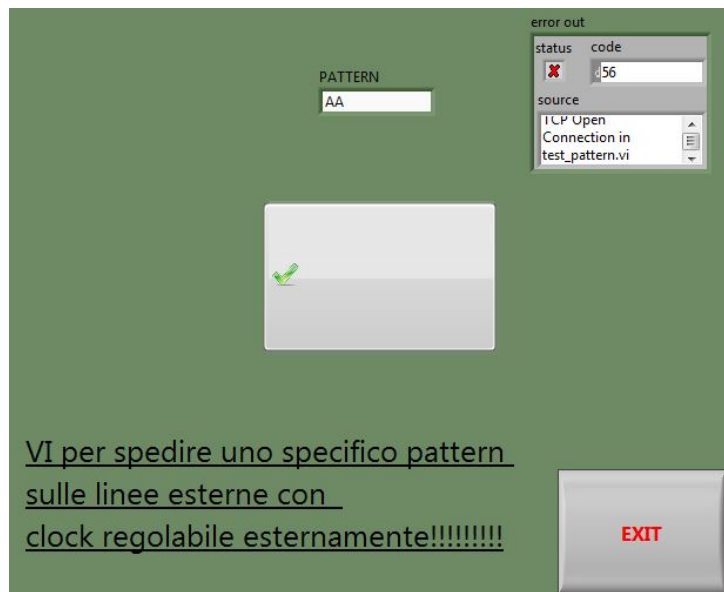 error out
status code
d56
PATTERN
AA
source
TCP Open
Connection in
test_pattern.vi
VI per spedire uno specifico pattern
sulle linee esterne con
clock regolabile esternamente!!!!!!!!!
EXIT